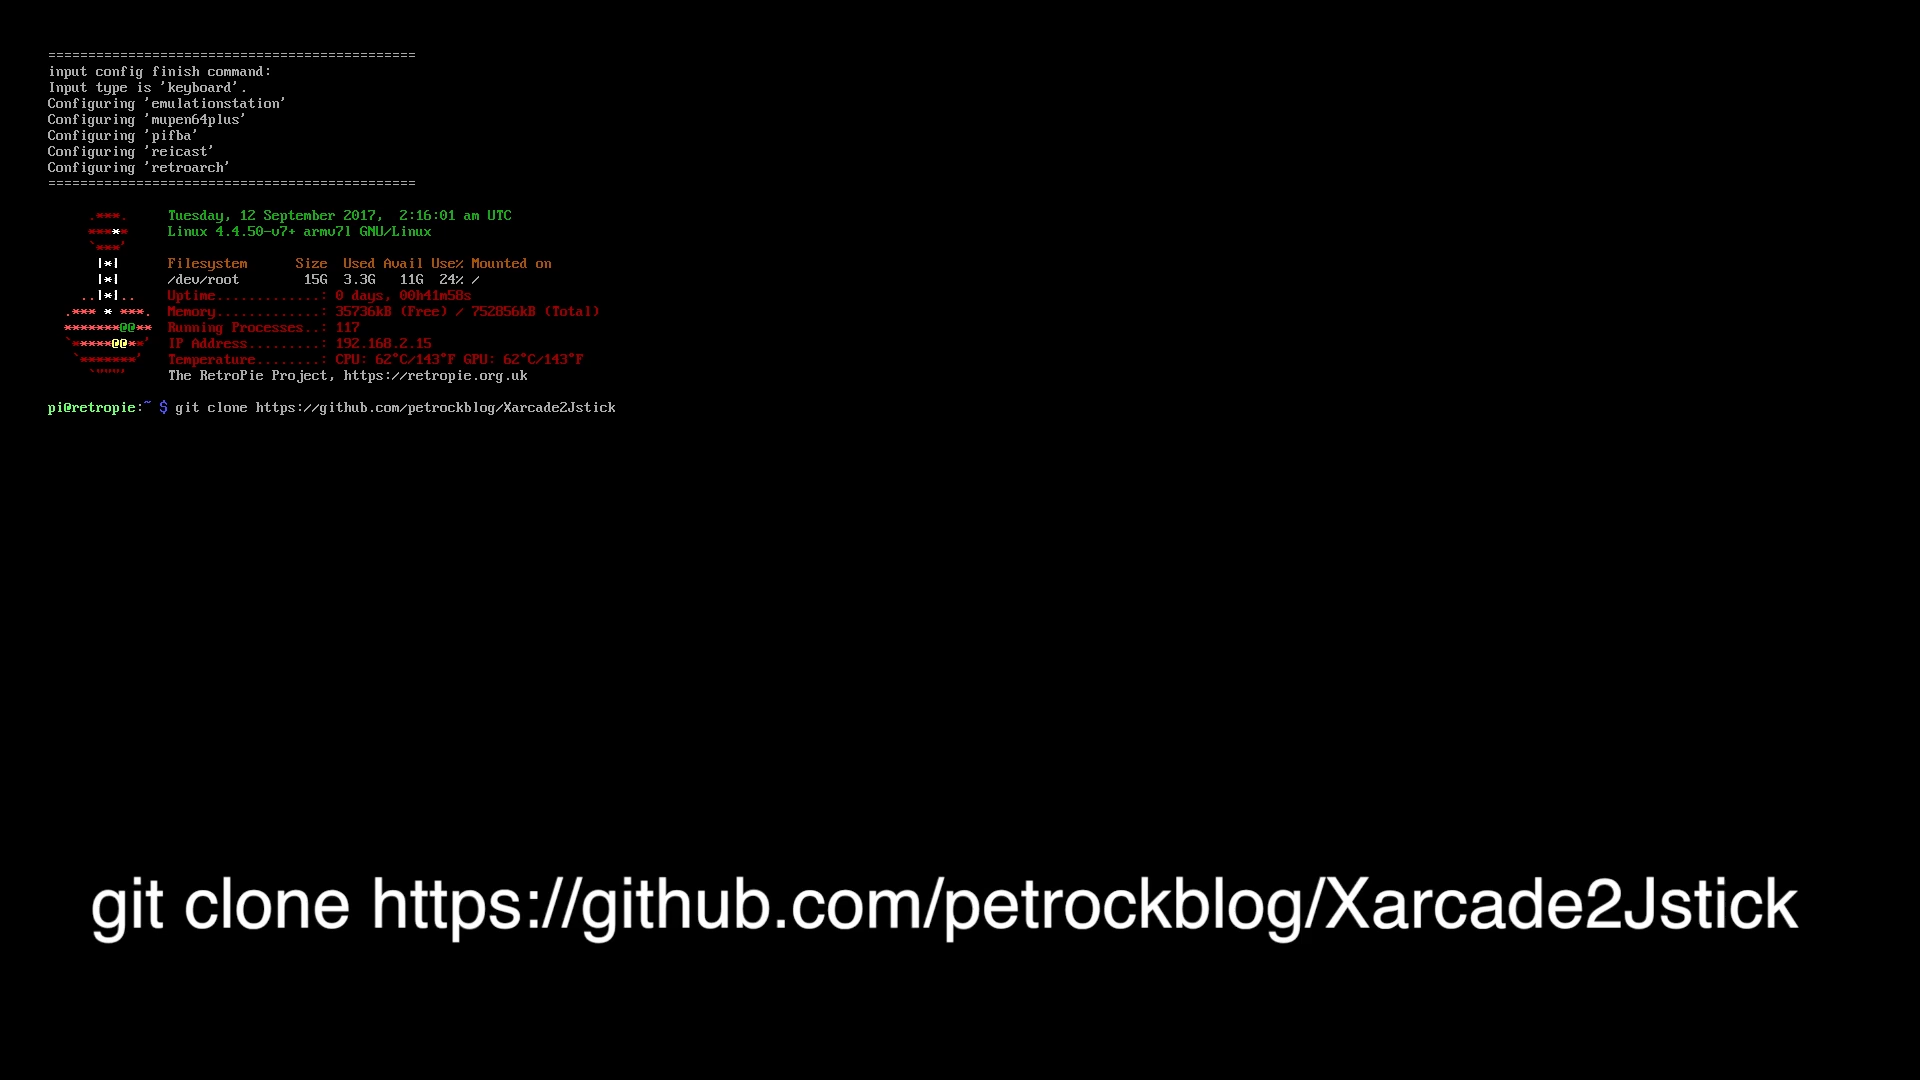 ==============================================
input config finish command:
Input type is 'keyboard'.
Configuring 'emulationstation'
Configuring 'mupen64plus'
Configuring 'pifba'
Configuring 'reicast'
Configuring 'retroarch'
==============================================
.***. Tuesday, 12 September 2017, 2:16:01 am UTC
***** Linux 4.4.50-v7+ armv7l GNU/Linux
`***'
|*| Filesystem Size Used Avail Use% Mounted on
|*| /dev/root 15G 3.3G 11G 24% /
..|*|.. Uptime.............: 0 days, 00h41m58s
.*** * ***. Memory.............: 35736kB (Free) / 752856kB (Total)
*******@@** Running Processes..: 117
`*****@@**' IP Address.........: 192.168.2.15
`*******' Temperature........: CPU: 62°C/143°F GPU: 62°C/143°F
`""""' The RetroPie Project, https://retropie.org.uk
pi@retropie:~ $ git clone https://github.com/petrockblog/Xarcade2Jstick
git clone https://github.com/petrockblog/Xarcade2Jstick